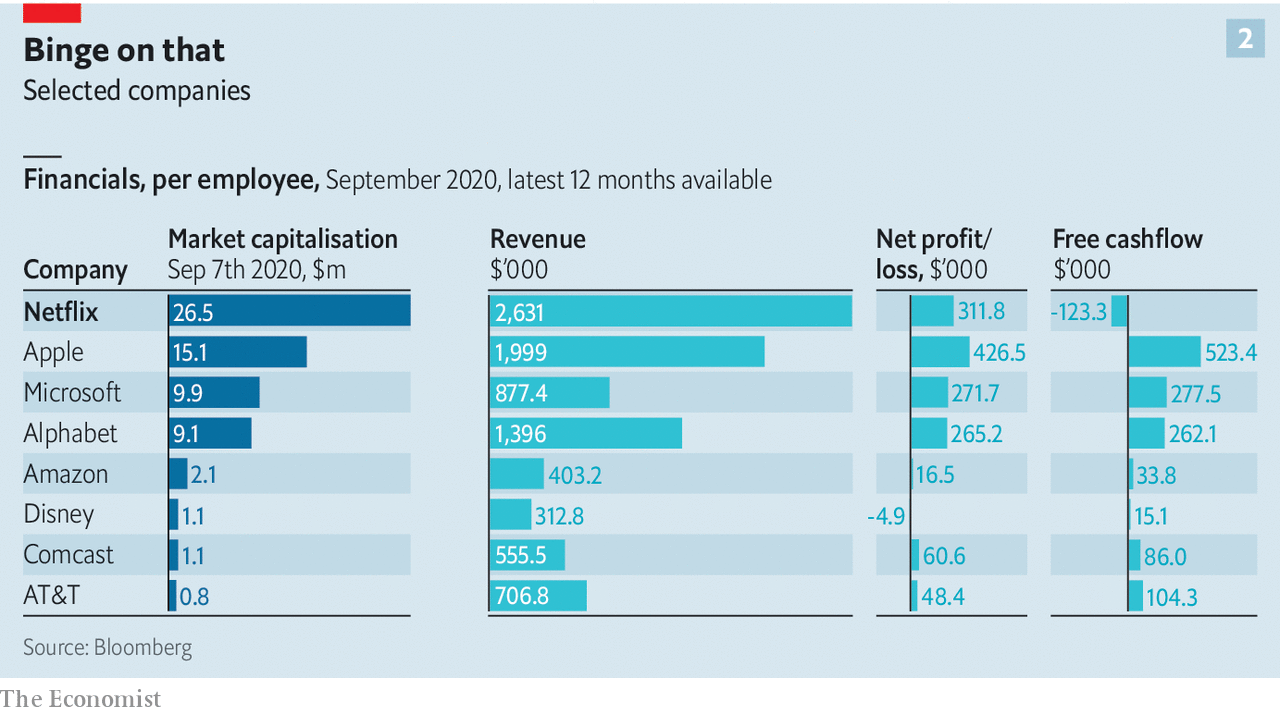 2
Binge on that
Selected companies
Financials, per employee, September 2020, latest 12 months available
Company Market capitalisation Sep 7th 2020, $m Revenue $'000 Net profit/ loss, $'000 Free cashflow $'000
Netflix 26.5 2,631 311.8 -123.3
Apple 15.1 1,999 426.5 523.4
Microsoft 9.9 877.4 271.7 277.5
Alphabet 9.1 1,396 265.2 262.1
Amazon 2.1 403.2 16.5 33.8
Disney 1.1 312.8 -4.9 15.1
Comcast 1.1 555.5 60.6 86.0
AT&T 0.8 706.8 48.4 104.3
Source: Bloomberg
The Economist